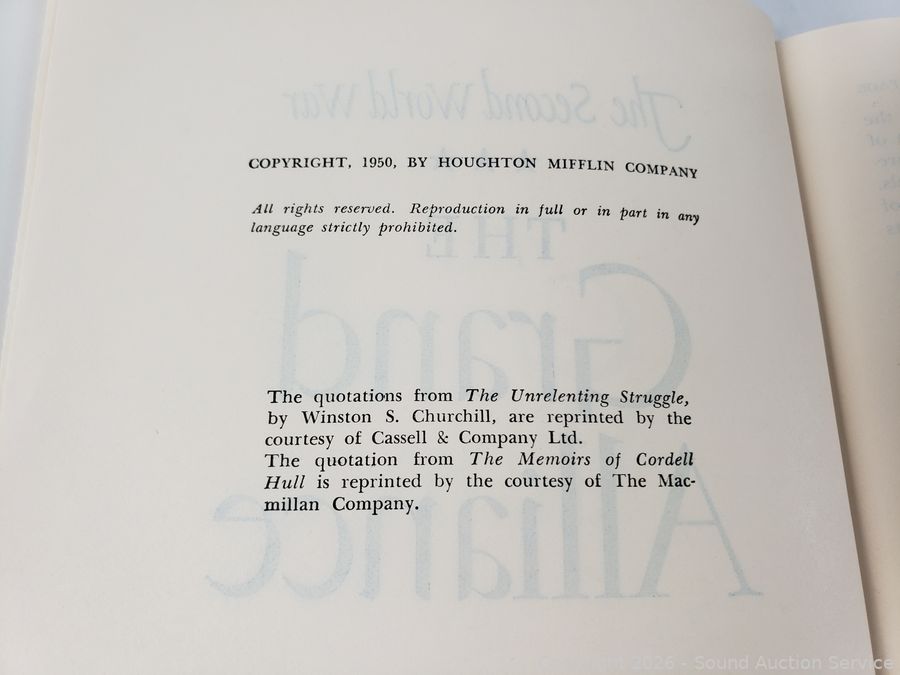 The Second World War
COPYRIGHT, 1950, BY HOUGHTON MIFFLIN COMPANY
All rights reserved. Reproduction in full or in part in any
language strictly prohibited.
THE
Grand
The quotations from The Unrelenting Struggle,
by Winston S. Churchill, are reprinted by the
courtesy of Cassell & Company Ltd.
Alliance
The quotation from The Memoirs of Cordell
Hull is reprinted by the courtesy of The Mac-
millan Company.
Copyright 2026 - Sound Auction Service